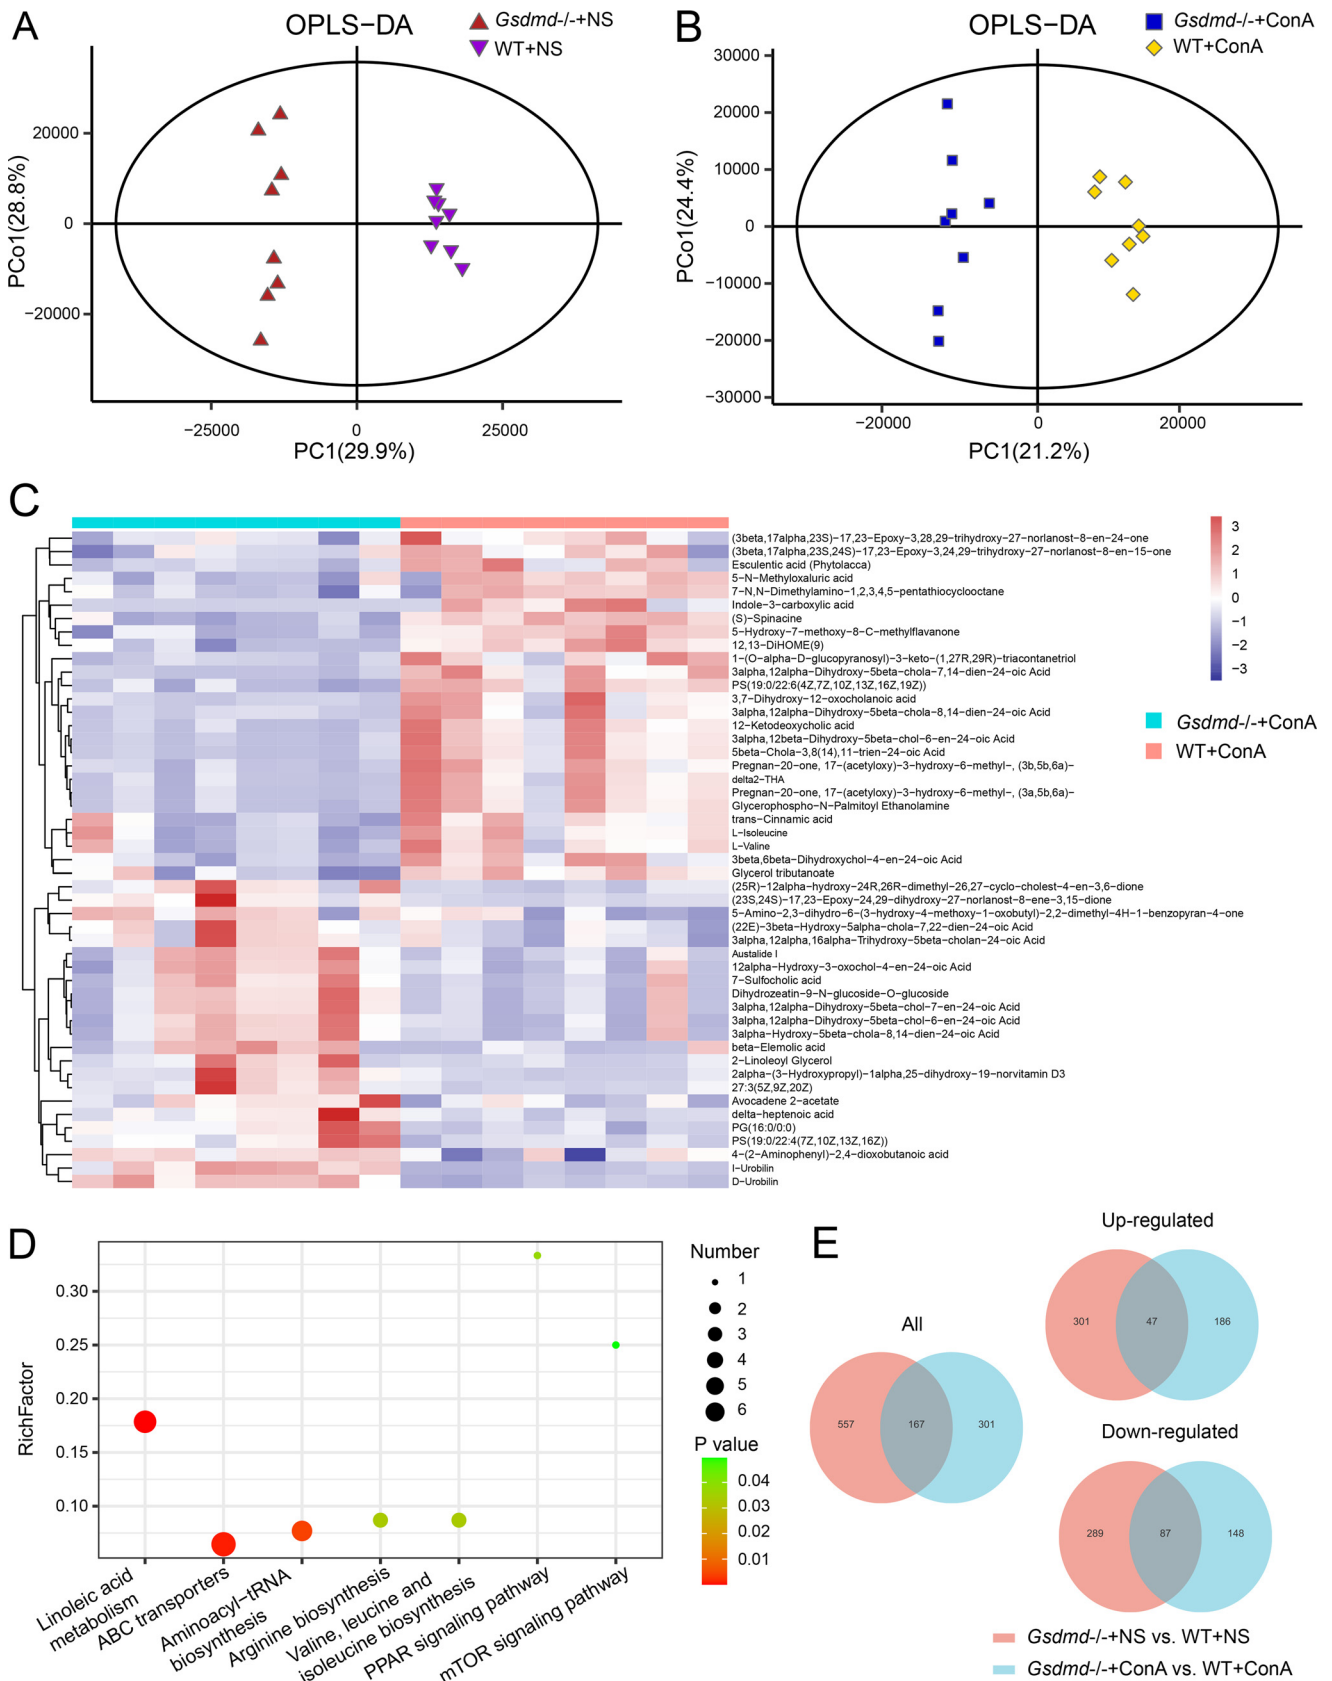 A
OPLS−DA
Gsdmd-/-+NS
WT+NS
20000
0
−20000
PCo1(28.8%)
−25000
0
25000
PC1(29.9%)
B
OPLS−DA
Gsdmd-/-+ConA
WT+ConA
30000
20000
10000
0
−10000
−20000
−30000
PCo1(24.4%)
−20000
0
20000
PC1(21.2%)
C
(3beta,17alpha,23S)−17,23−Epoxy−3,28,29−trihydroxy−27−norlanost−8−en−24−one
(3beta,17alpha,23S,24S)−17,23−Epoxy−3,24,29−trihydroxy−27−norlanost−8−en−15−one
Esculentic acid (Phytolacca)
5−N−Methyloxaluric acid
7−N,N−Dimethylamino−1,2,3,4,5−pentathiocyclooctane
Indole−3−carboxylic acid
(S)−Spinacine
5−Hydroxy−7−methoxy−8−C−methylflavanone
12,13−DiHOME(9)
1−(O−alpha−D−glucopyranosyl)−3−keto−(1,27R,29R)−triacontanetriol
3alpha,12alpha−Dihydroxy−5beta−chola−7,14−dien−24−oic Acid
PS(19:0/22:6(4Z,7Z,10Z,13Z,16Z,19Z))
3,7−Dihydroxy−12−oxocholanoic acid
3alpha,12alpha−Dihydroxy−5beta−chola−8,14−dien−24−oic Acid
12−Ketodeoxycholic acid
3alpha,12beta−Dihydroxy−5beta−chol−6−en−24−oic Acid
5beta−Chola−3,8(14),11−trien−24−oic Acid
Pregnan−20−one, 17−(acetyloxy)−3−hydroxy−6−methyl−, (3b,5b,6a)−
delta2−THA
Pregnan−20−one, 17−(acetyloxy)−3−hydroxy−6−methyl−, (3a,5b,6a)−
Glycerophospho−N−Palmitoyl Ethanolamine
trans−Cinnamic acid
L−Isoleucine
L−Valine
3beta,6beta−Dihydroxychol−4−en−24−oic Acid
Glycerol tributanoate
(25R)−12alpha−hydroxy−24R,26R−dimethyl−26,27−cyclo−cholest−4−en−3,6−dione
(23S,24S)−17,23−Epoxy−24,29−dihydroxy−27−norlanost−8−ene−3,15−dione
5−Amino−2,3−dihydro−6−(3−hydroxy−4−methoxy−1−oxobutyl)−2,2−dimethyl−4H−1−benzopyran−4−one
(22E)−3beta−Hydroxy−5alpha−chola−7,22−dien−24−oic Acid
3alpha,12alpha,16alpha−Trihydroxy−5beta−cholan−24−oic Acid
Austalide I
12alpha−Hydroxy−3−oxochol−4−en−24−oic Acid
7−Sulfocholic acid
Dihydrozeatin−9−N−glucoside−O−glucoside
3alpha,12alpha−Dihydroxy−5beta−chol−7−en−24−oic Acid
3alpha,12alpha−Dihydroxy−5beta−chol−6−en−24−oic Acid
3alpha−Hydroxy−5beta−chola−8,14−dien−24−oic Acid
beta−Elemolic acid
2−Linoleoyl Glycerol
2alpha−(3−Hydroxypropyl)−1alpha,25−dihydroxy−19−norvitamin D3
27:3(5Z,9Z,20Z)
Avocadene 2−acetate
delta−heptenoic acid
PG(16:0/0:0)
PS(19:0/22:4(7Z,10Z,13Z,16Z))
4−(2−Aminophenyl)−2,4−dioxobutanoic acid
I−Urobilin
D−Urobilin
3
2
1
0
−1
−2
−3
Gsdmd-/-+ConA
WT+ConA
D
0.30
0.25
0.20
0.15
0.10
RichFactor
Linoleic acid
metabolism
ABC transporters
Aminoacyl−tRNA
biosynthesis
Arginine biosynthesis
Valine, leucine and
isoleucine biosynthesis
PPAR signaling pathway
mTOR signaling pathway
Number
1
2
3
4
5
6
P value
0.04
0.03
0.02
0.01
E
All
557
167
301
Up-regulated
301
47
186
Down-regulated
289
87
148
Gsdmd-/-+NS vs. WT+NS
Gsdmd-/-+ConA vs. WT+ConA